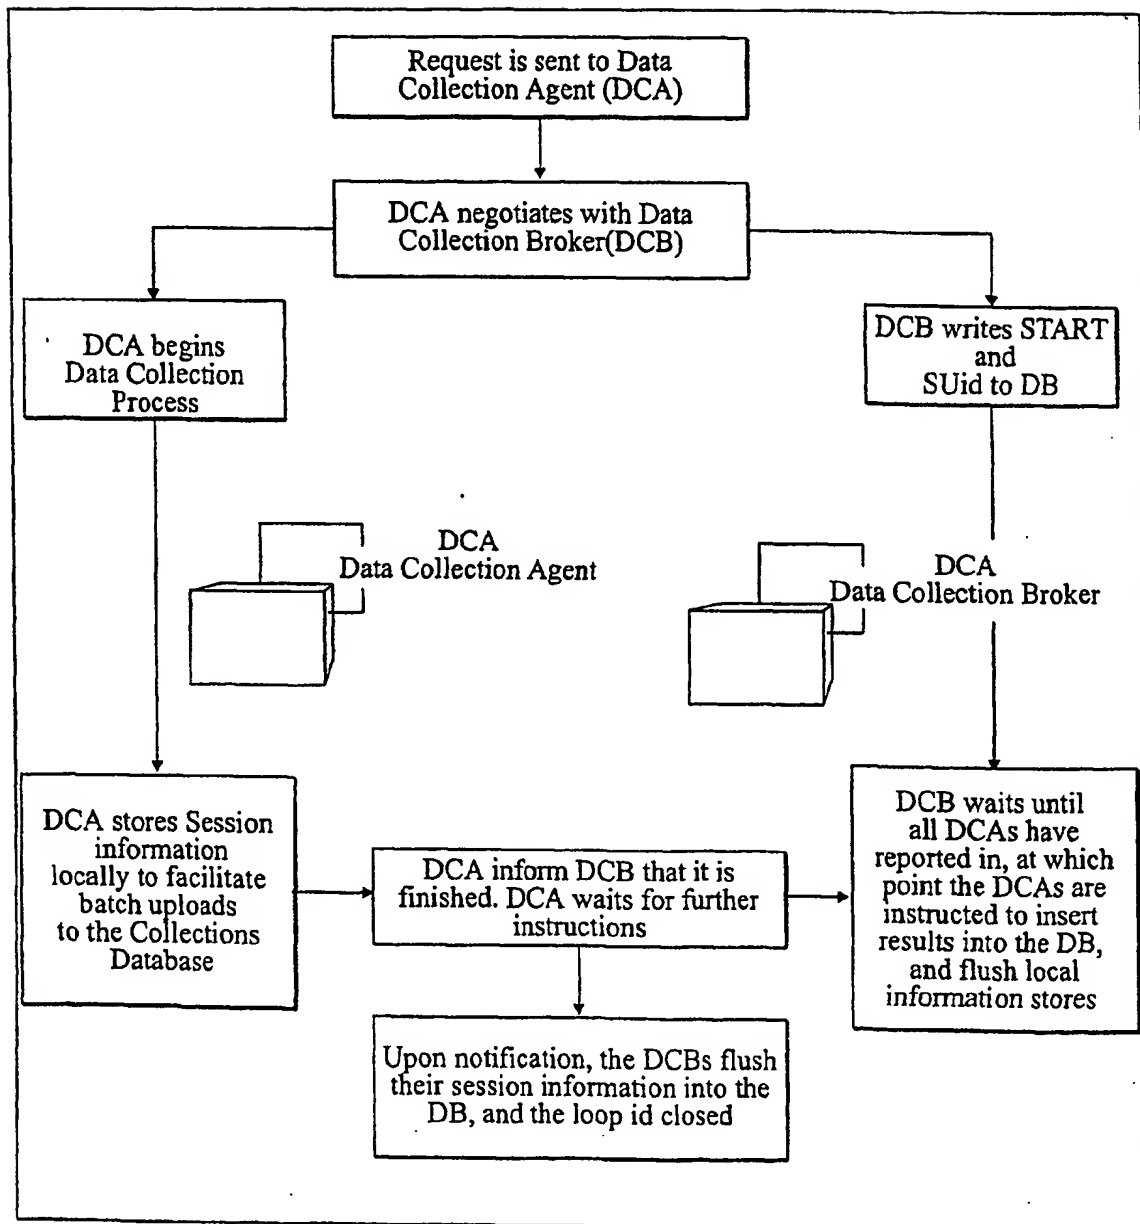 Request is sent to Data
Collection Agent (DCA)
DCA negotiates with Data
Collection Broker(DCB)
DCA begins
Data Collection
Process
DCB writes START
and
SUid to DB
DCA
Data Collection Agent
DCA
Data Collection Broker
DCA stores Session
information
locally to facilitate
batch uploads
to the Collections
Database
DCA inform DCB that it is
finished. DCA waits for further
instructions
DCB waits until
all DCAs have
reported in, at which
point the DCAs are
instructed to insert
results into the DB,
and flush local
information stores
Upon notification, the DCBs flush
their session information into the
DB, and the loop id closed